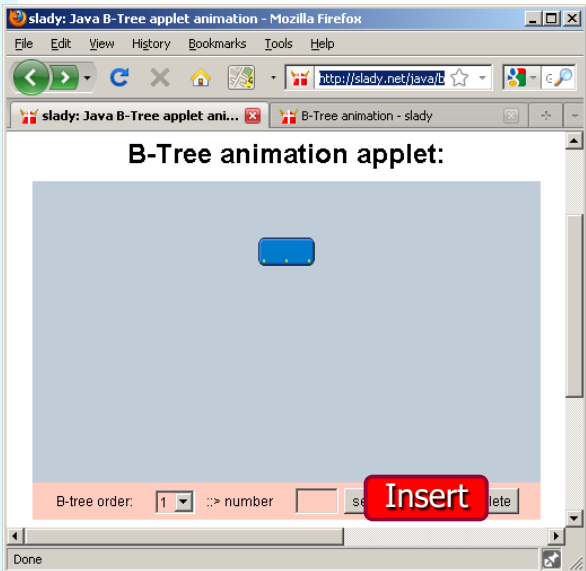 slady: Java B-Tree applet animation - Mozilla Firefox
File Edit View History Bookmarks Tools Help
http://slady.net/java/b
slady: Java B-Tree applet ani... B-Tree animation - slady
B-Tree animation applet:
B-tree order: 1 ::> number se Insert lete
Done